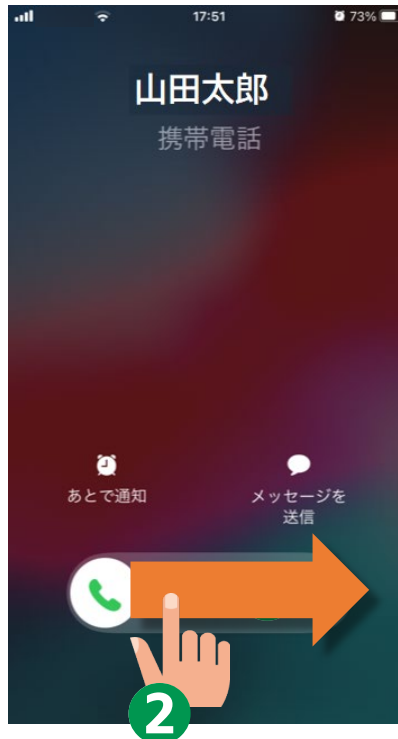 17:51 73%
山田太郎
携帯電話
あとで通知 メッセージを
送信
2